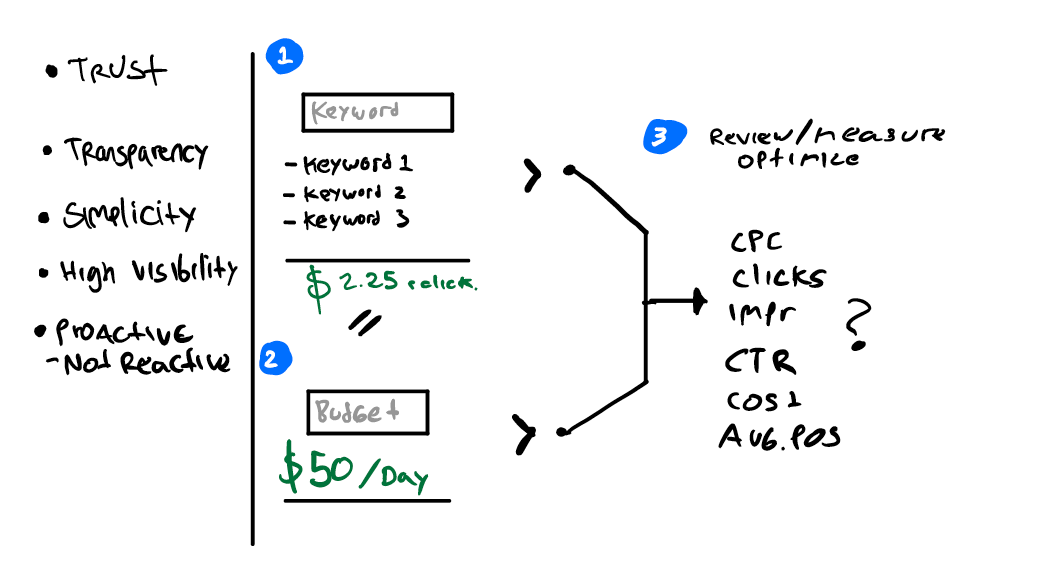 • TRUST
• Transparency
• Simplicity
• High Visibility
• Proactive
- Not Reactive
1
Keyword
- Keyword 1
- Keyword 2
- Keyword 3
$ 2.25 click.
2
Budget
$50/Day
3 Review/measure
optimize
CPC
Clicks
Impr
CTR
Cost
AVG.POS
?